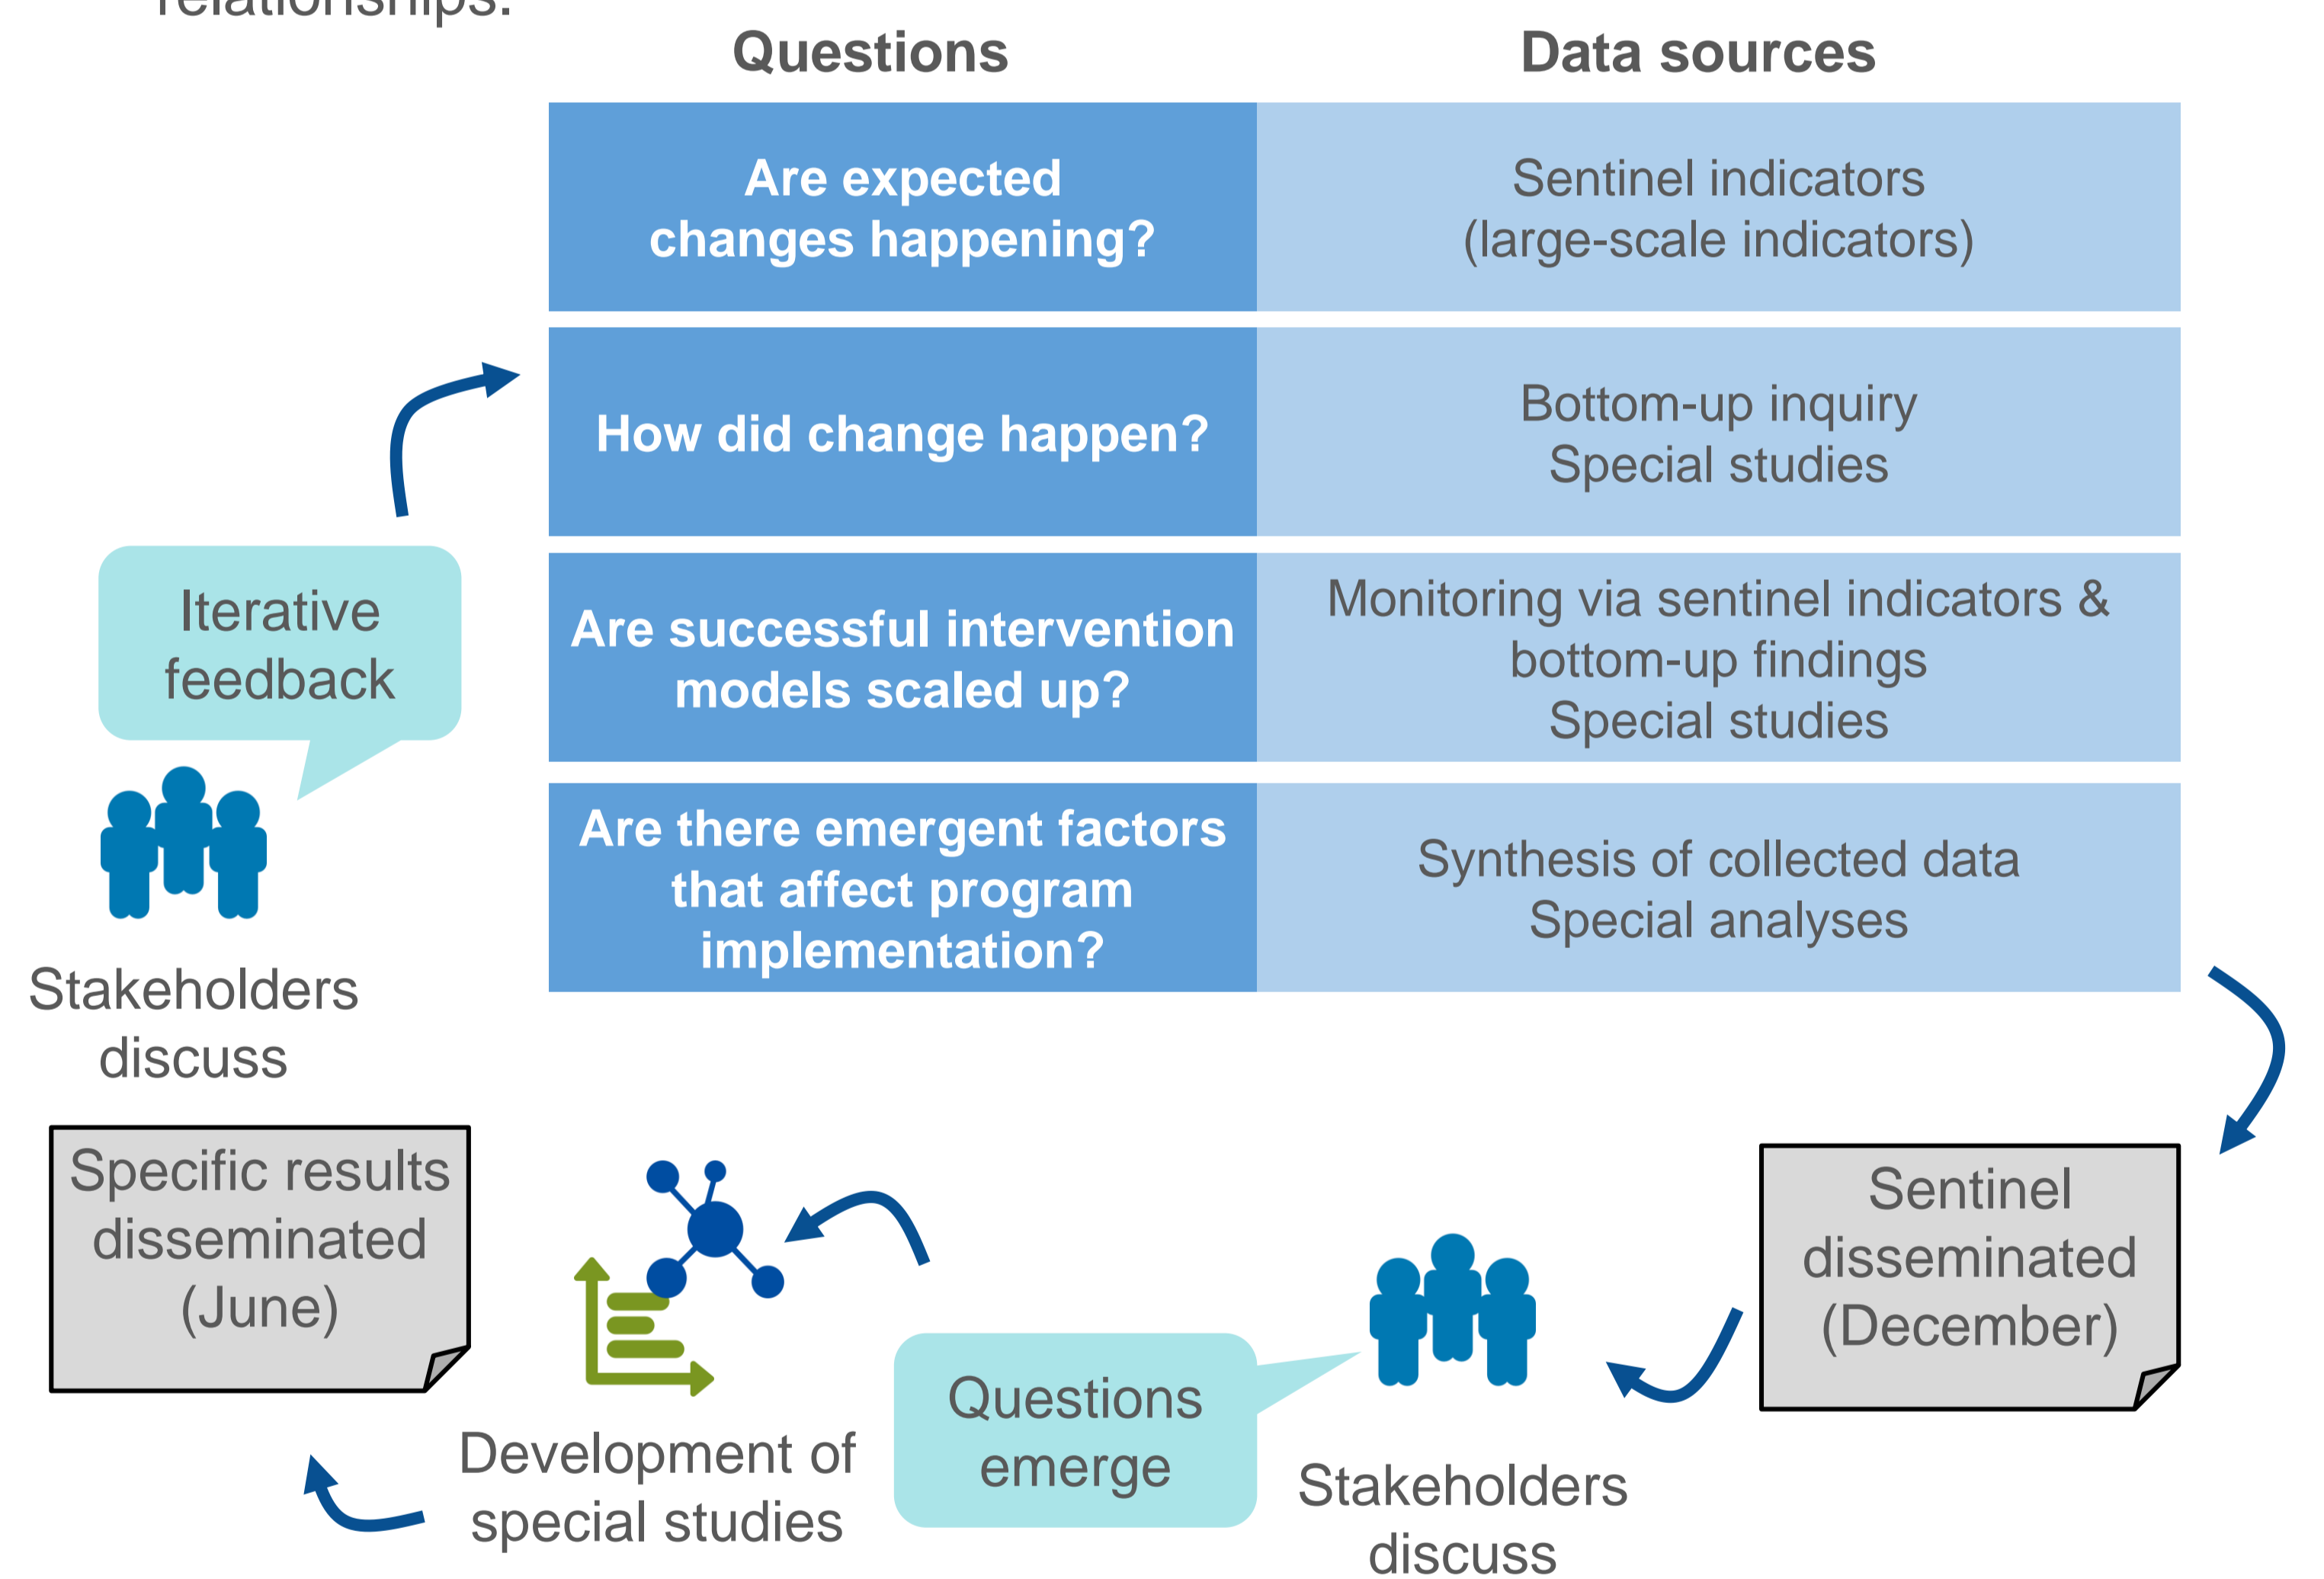 relationships.
Questions
Data sources
Are expected
changes happening?
Sentinel indicators
(large-scale indicators)
How did change happen?
Bottom-up inquiry
Special studies
Are successful intervention
models scaled up?
Monitoring via sentinel indicators &
bottom-up findings
Special studies
Are there emergent factors
that affect program
implementation?
Synthesis of collected data
Special analyses
Iterative
feedback
Stakeholders
discuss
Specific results
disseminated
(June)
Development of
special studies
Questions
emerge
Stakeholders
discuss
Sentinel
disseminated
(December)